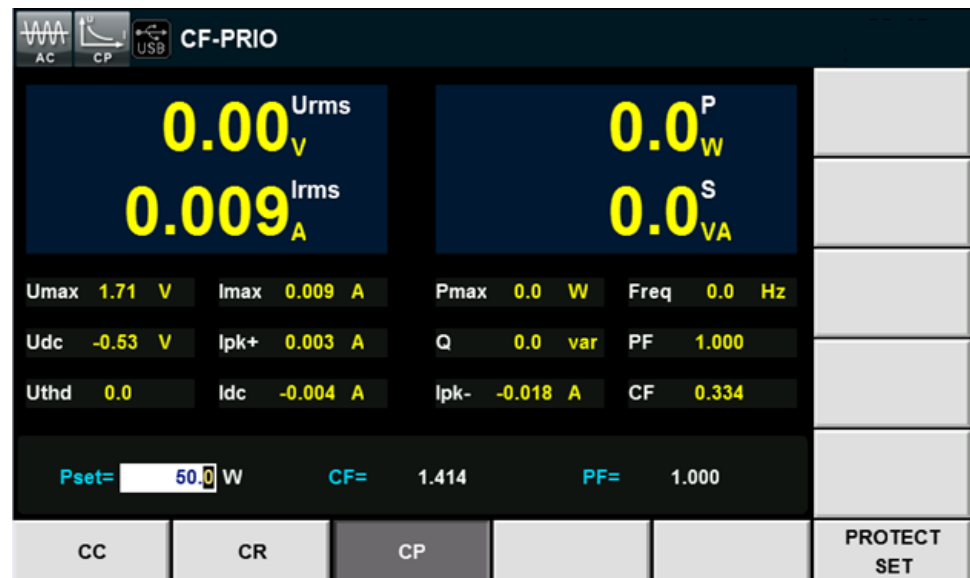 AC CP U I USB CF-PRIO
0.00 Urms V 0.0 P W
0.009 Irms A 0.0 S VA
Umax 1.71 V Imax 0.009 A Pmax 0.0 W Freq 0.0 Hz
Udc -0.53 V Ipk+ 0.003 A Q 0.0 var PF 1.000
Uthd 0.0 Idc -0.004 A Ipk- -0.018 A CF 0.334
Pset= 50.0 W CF= 1.414 PF= 1.000
CC CR CP PROTECT
SET